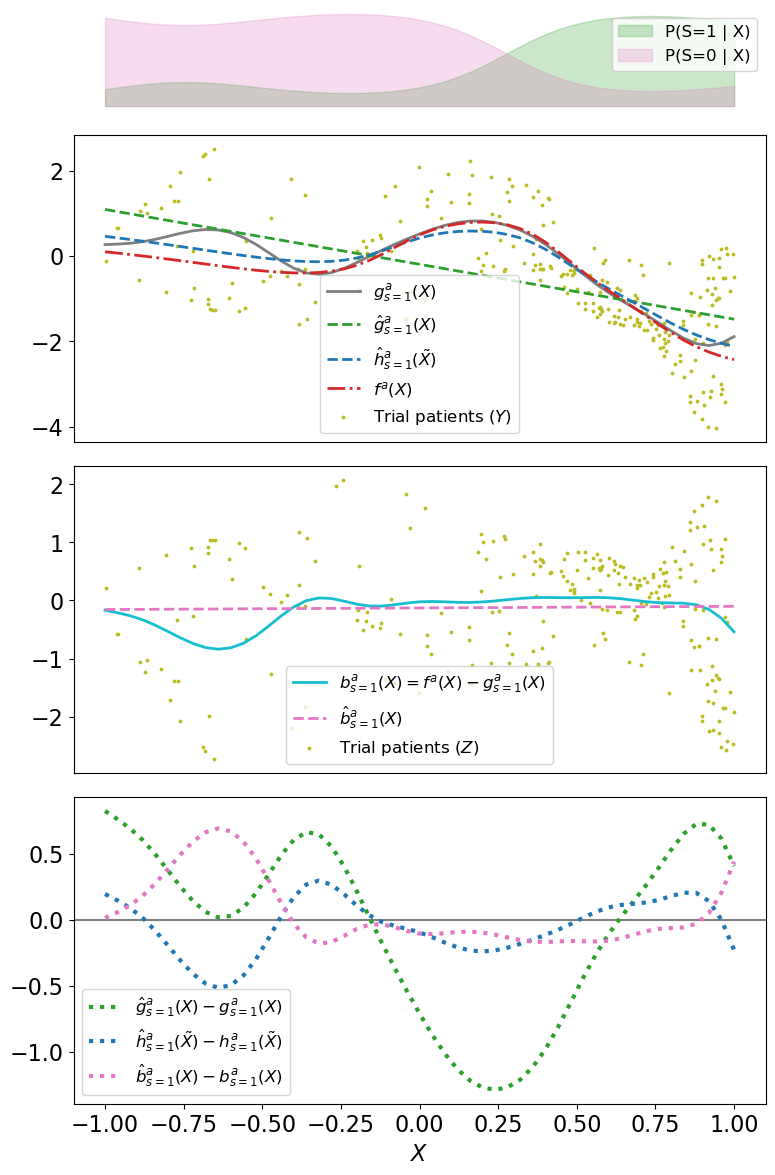 P(S=1 | X)
P(S=0 | X)
2
0
−2
−4
g^a_{s=1}(X)
ĝ^a_{s=1}(X)
ĥ^a_{s=1}(X̃)
f^a(X)
Trial patients (Y)
2
1
0
−1
−2
b^a_{s=1}(X) = f^a(X) − g^a_{s=1}(X)
b̂^a_{s=1}(X)
Trial patients (Z)
0.5
0.0
−0.5
−1.0
ĝ^a_{s=1}(X) − g^a_{s=1}(X)
ĥ^a_{s=1}(X̃) − h^a_{s=1}(X̃)
b̂^a_{s=1}(X) − b^a_{s=1}(X)
−1.00 −0.75 −0.50 −0.25 0.00 0.25 0.50 0.75 1.00
X